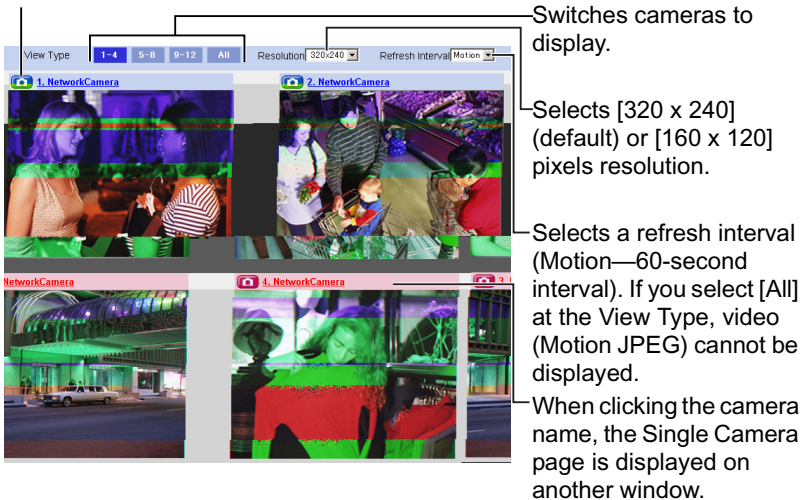 Switches cameras to
display.
View Type 1-4 5-8 9-12 All Resolution 320x240 Refresh Interval Motion
1. NetworkCamera
2. NetworkCamera
Selects [320 x 240]
(default) or [160 x 120]
pixels resolution.
Selects a refresh interval
(Motion—60-second
interval). If you select [All]
at the View Type, video
(Motion JPEG) cannot be
displayed.
NetworkCamera
4. NetworkCamera
3.
When clicking the camera
name, the Single Camera
page is displayed on
another window.